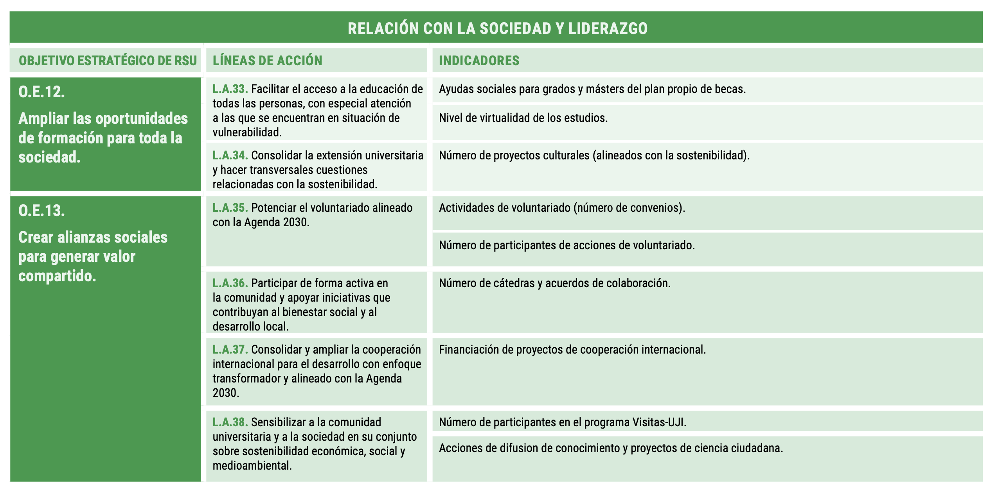 RELACIÓN CON LA SOCIEDAD Y LIDERAZGO
OBJETIVO ESTRATÉGICO DE RSU
LÍNEAS DE ACCIÓN
INDICADORES
O.E.12.
Ampliar las oportunidades
de formación para toda la
sociedad.
L.A.33. Facilitar el acceso a la educación de
todas las personas, con especial atención
a las que se encuentran en situación de
vulnerabilidad.
Ayudas sociales para grados y másters del plan propio de becas.
Nivel de virtualidad de los estudios.
L.A.34. Consolidar la extensión universitaria
y hacer transversales cuestiones
relacionadas con la sostenibilidad.
Número de proyectos culturales (alineados con la sostenibilidad).
O.E.13.
Crear alianzas sociales
para generar valor
compartido.
L.A.35. Potenciar el voluntariado alineado
con la Agenda 2030.
Actividades de voluntariado (número de convenios).
Número de participantes de acciones de voluntariado.
L.A.36. Participar de forma activa en
la comunidad y apoyar iniciativas que
contribuyan al bienestar social y al
desarrollo local.
Número de cátedras y acuerdos de colaboración.
L.A.37. Consolidar y ampliar la cooperación
internacional para el desarrollo con enfoque
transformador y alineado con la Agenda
2030.
Financiación de proyectos de cooperación internacional.
L.A.38. Sensibilizar a la comunidad
universitaria y a la sociedad en su conjunto
sobre sostenibilidad económica, social y
medioambiental.
Número de participantes en el programa Visitas-UJI.
Acciones de difusion de conocimiento y proyectos de ciencia ciudadana.